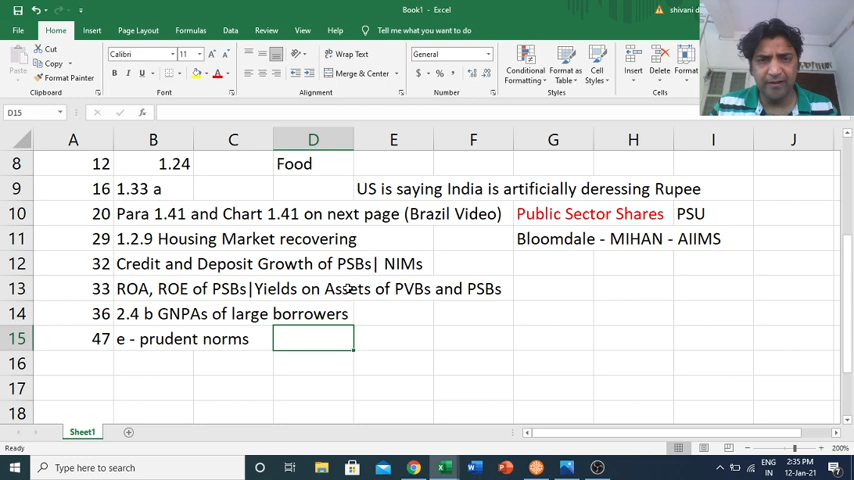 Book1 - Excel
shivani d
File Home Insert Page Layout Formulas Data Review View Help Tell me what you want to do
Cut
Copy
Format Painter
Paste
Clipboard
Calibri 11
B I U
Font
Wrap Text
Merge & Center
Alignment
General
$ % ,
Number
Conditional Formatting
Format as Table
Cell Styles
Styles
Insert Delete Format
Cells
D15 fx
A B C D E F G H I J
8 12 1.24 Food
9 16 1.33 a US is saying India is artificially deressing Rupee
10 20 Para 1.41 and Chart 1.41 on next page (Brazil Video) Public Sector Shares PSU
11 29 1.2.9 Housing Market recovering Bloomdale - MIHAN - AIIMS
12 32 Credit and Deposit Growth of PSBs| NIMs
13 33 ROA, ROE of PSBs|Yields on Assets of PVBs and PSBs
14 36 2.4 b GNPAs of large borrowers
15 47 e - prudent norms
16
17
18
Sheet1
Ready 200%
Type here to search
ENG
IN
2:35 PM
12-Jan-21